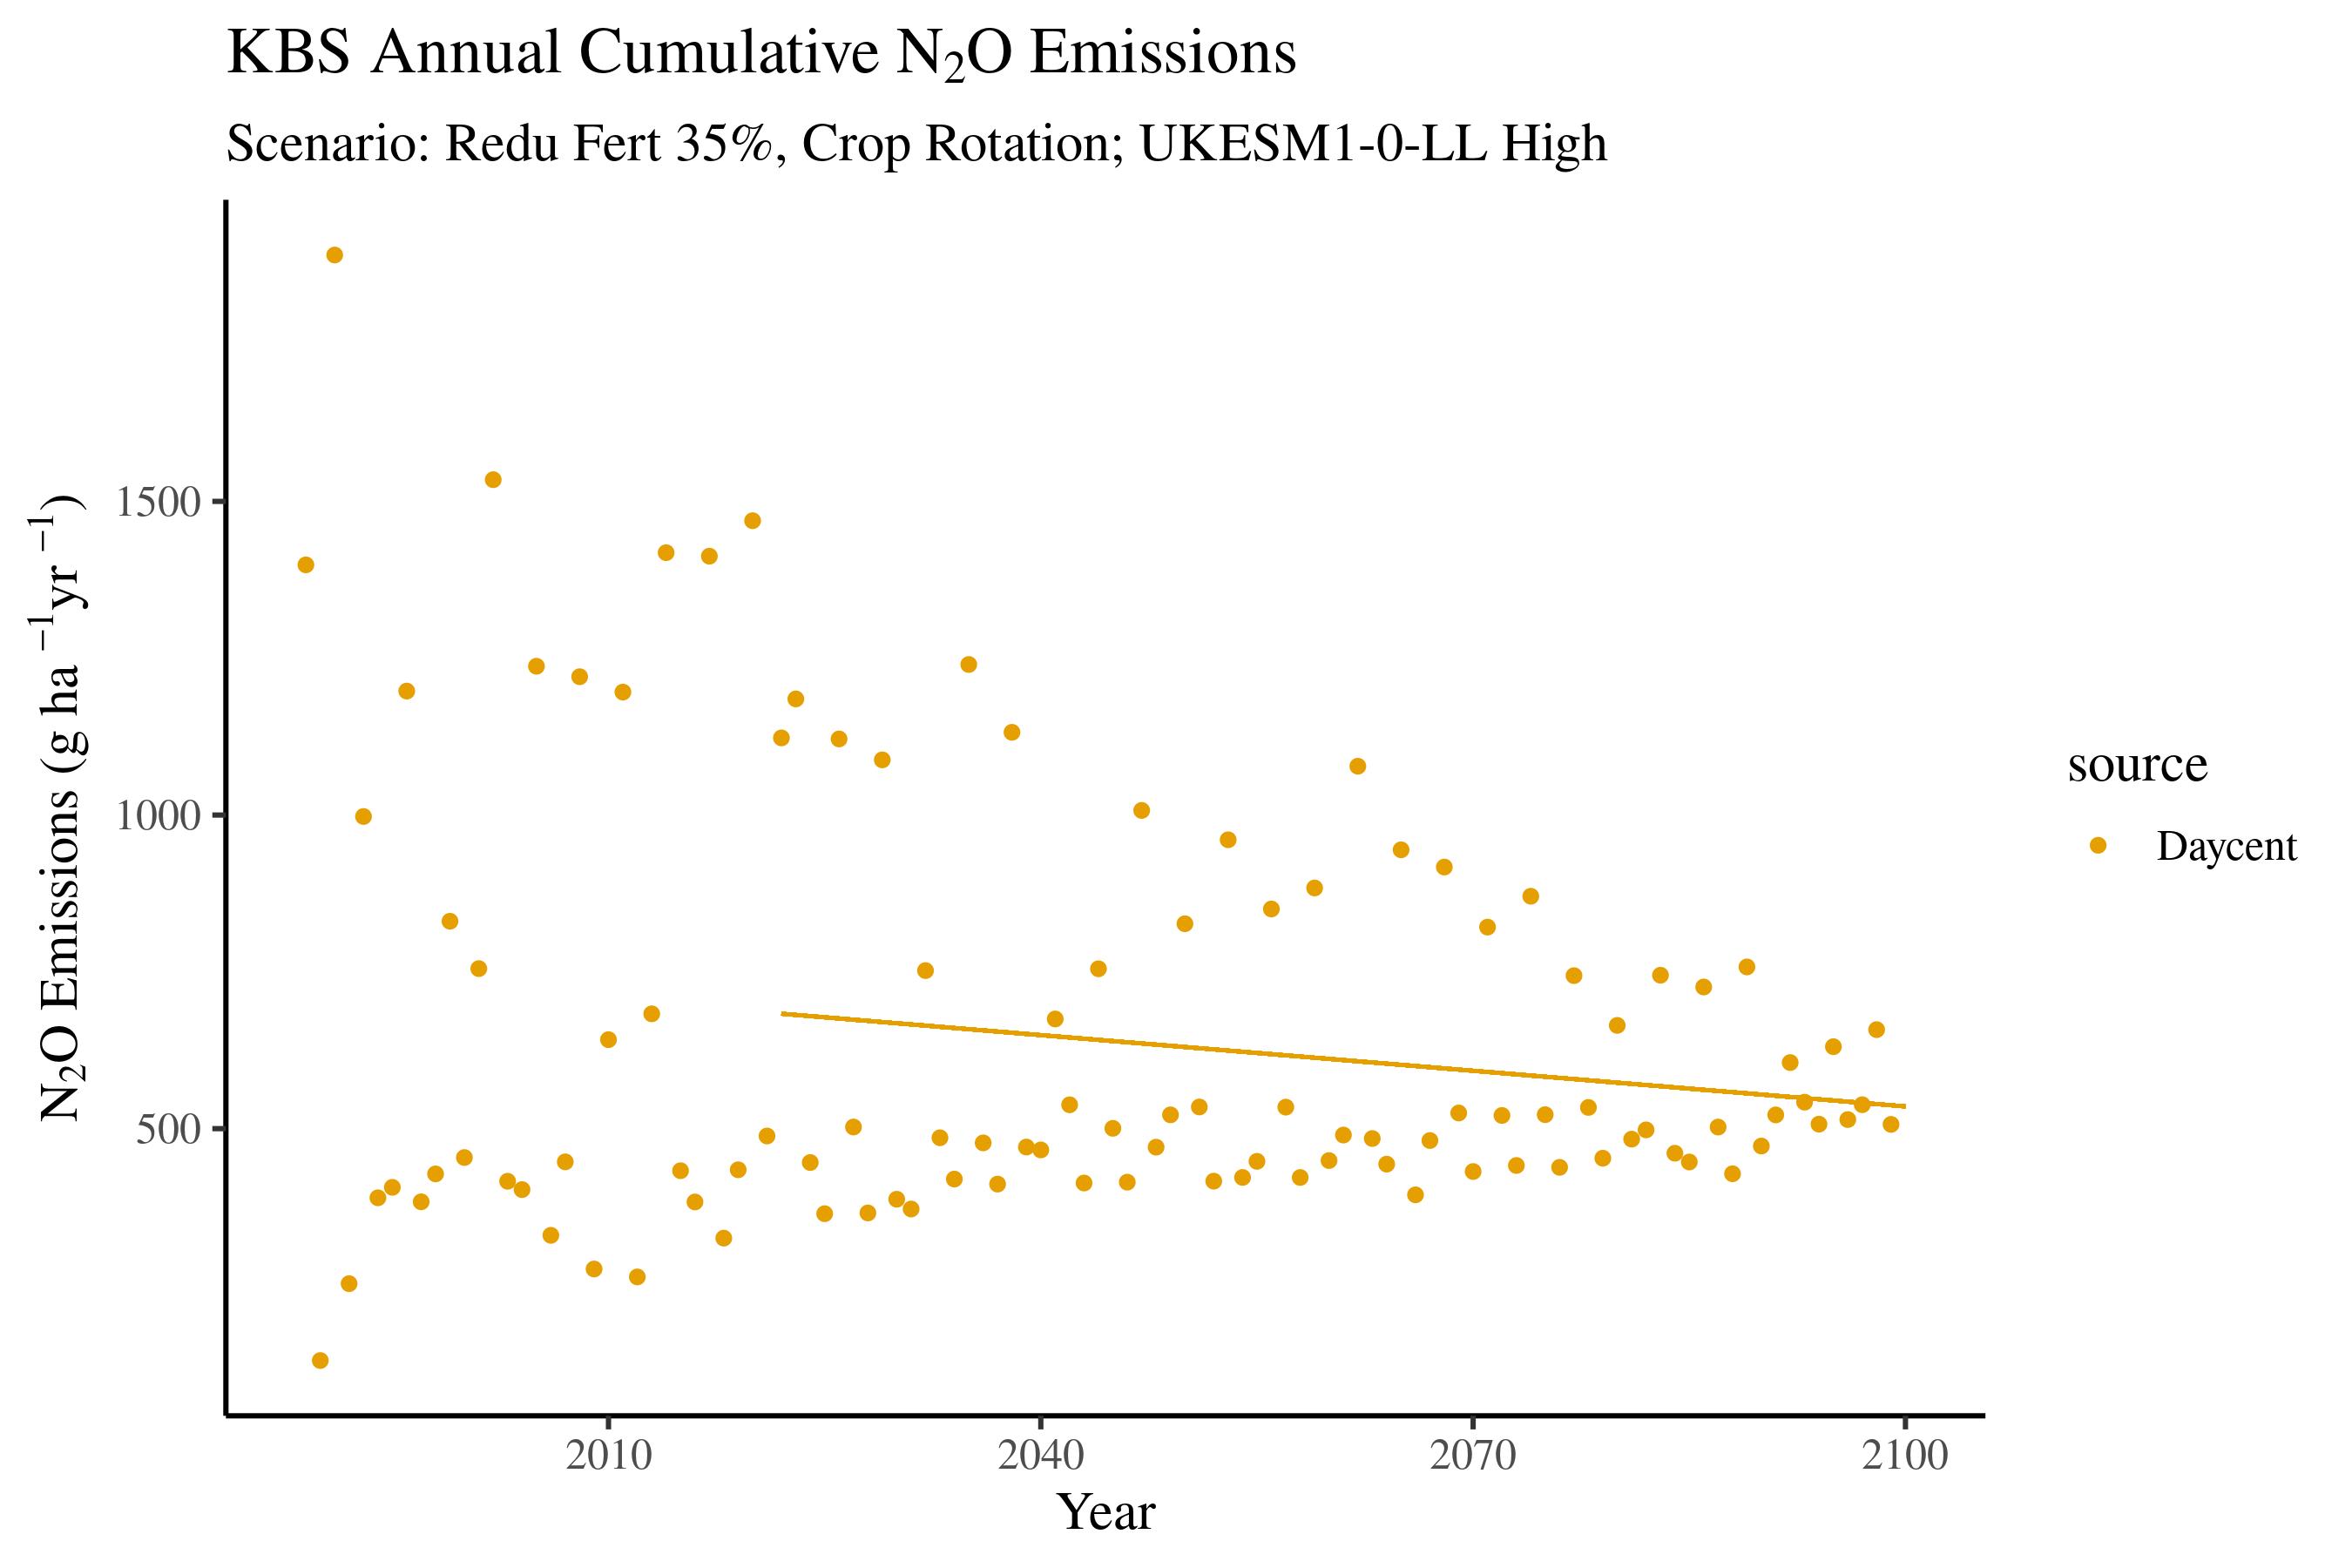 KBS Annual Cumulative N₂O Emissions
Scenario: Redu Fert 35%, Crop Rotation; UKESM1-0-LL High
N₂O Emissions (g ha⁻¹yr⁻¹)
1500
1000
500
2010
2040
2070
2100
Year
source
Daycent